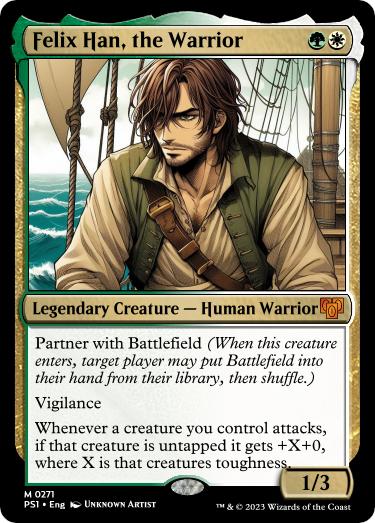 Felix Han, the Warrior
Legendary Creature — Human Warrior
Partner with Battlefield (When this creature
enters, target player may put Battlefield into
their hand from their library, then shuffle.)
Vigilance
Whenever a creature you control attacks,
if that creature is untapped it gets +X+0,
where X is that creatures toughness.
1/3
M 0271
PS1 • Eng Unknown Artist
™ & © 2023 Wizards of the Coast